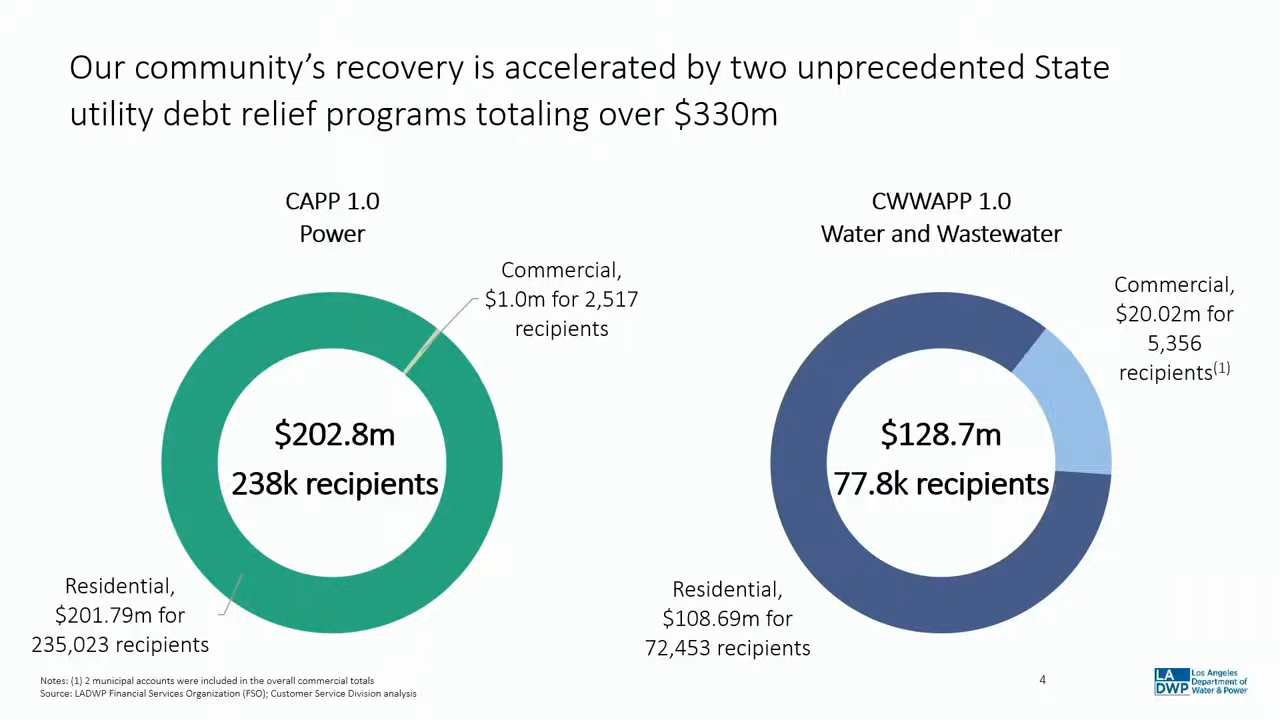 Our community’s recovery is accelerated by two unprecedented State
utility debt relief programs totaling over $330m
CAPP 1.0
Power
Commercial,
$1.0m for 2,517
recipients
$202.8m
238k recipients
Residential,
$201.79m for
235,023 recipients
CWWAPP 1.0
Water and Wastewater
Commercial,
$20.02m for
5,356
recipients(1)
$128.7m
77.8k recipients
Residential,
$108.69m for
72,453 recipients
Notes: (1) 2 municipal accounts were included in the overall commercial totals
Source: LADWP Financial Services Organization (FSO); Customer Service Division analysis
4
LA
DWP
Los Angeles
Department of
Water & Power